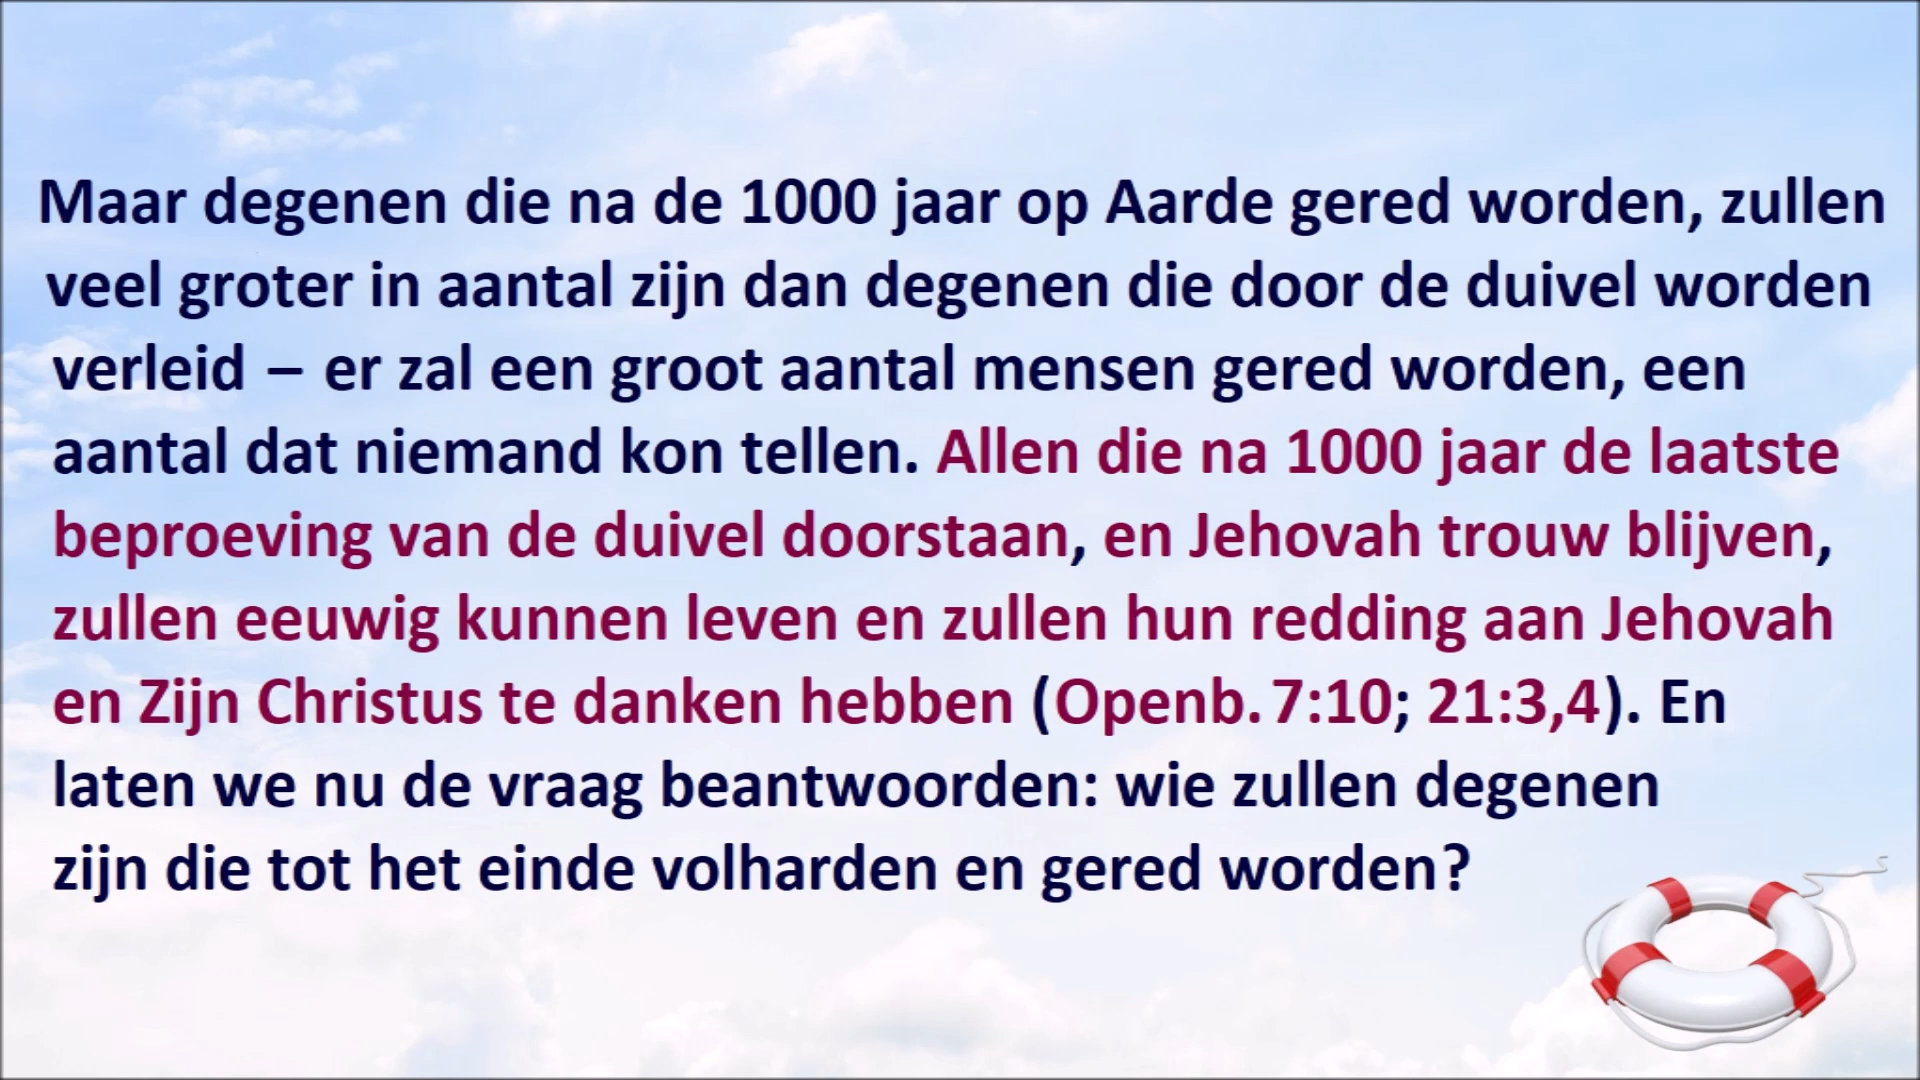 Maar degenen die na de 1000 jaar op Aarde gered worden, zullen
veel groter in aantal zijn dan degenen die door de duivel worden
verleid – er zal een groot aantal mensen gered worden, een
aantal dat niemand kon tellen. Allen die na 1000 jaar de laatste
beproeving van de duivel doorstaan, en Jehovah trouw blijven,
zullen eeuwig kunnen leven en zullen hun redding aan Jehovah
en Zijn Christus te danken hebben (Openb. 7:10; 21:3,4). En
laten we nu de vraag beantwoorden: wie zullen degenen
zijn die tot het einde volharden en gered worden?